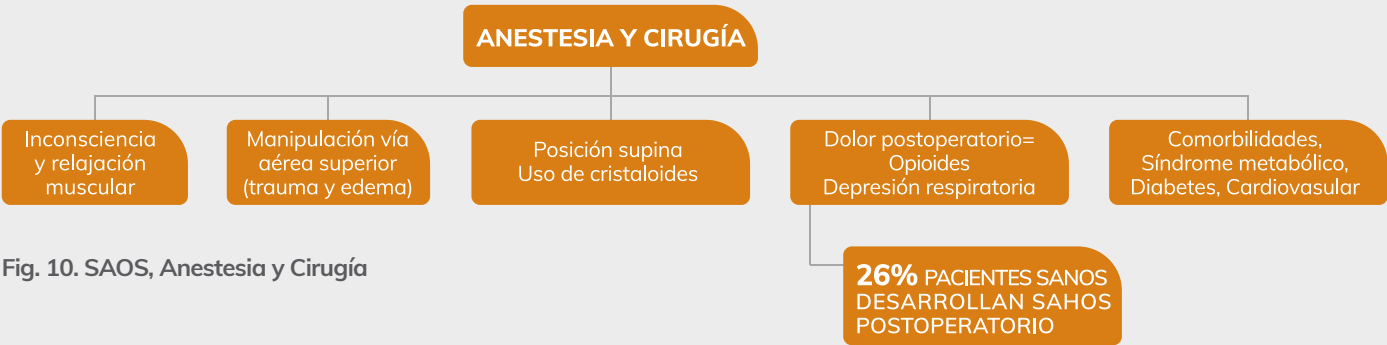 ANESTESIA Y CIRUGÍA
Inconsciencia
y relajación
muscular
Manipulación vía
aérea superior
(trauma y edema)
Posición supina
Uso de cristaloides
Dolor postoperatorio=
Opioides
Depresión respiratoria
Comorbilidades,
Síndrome metabólico,
Diabetes, Cardiovasular
26% PACIENTES SANOS
DESARROLLAN SAHOS
POSTOPERATORIO
Fig. 10. SAOS, Anestesia y Cirugía